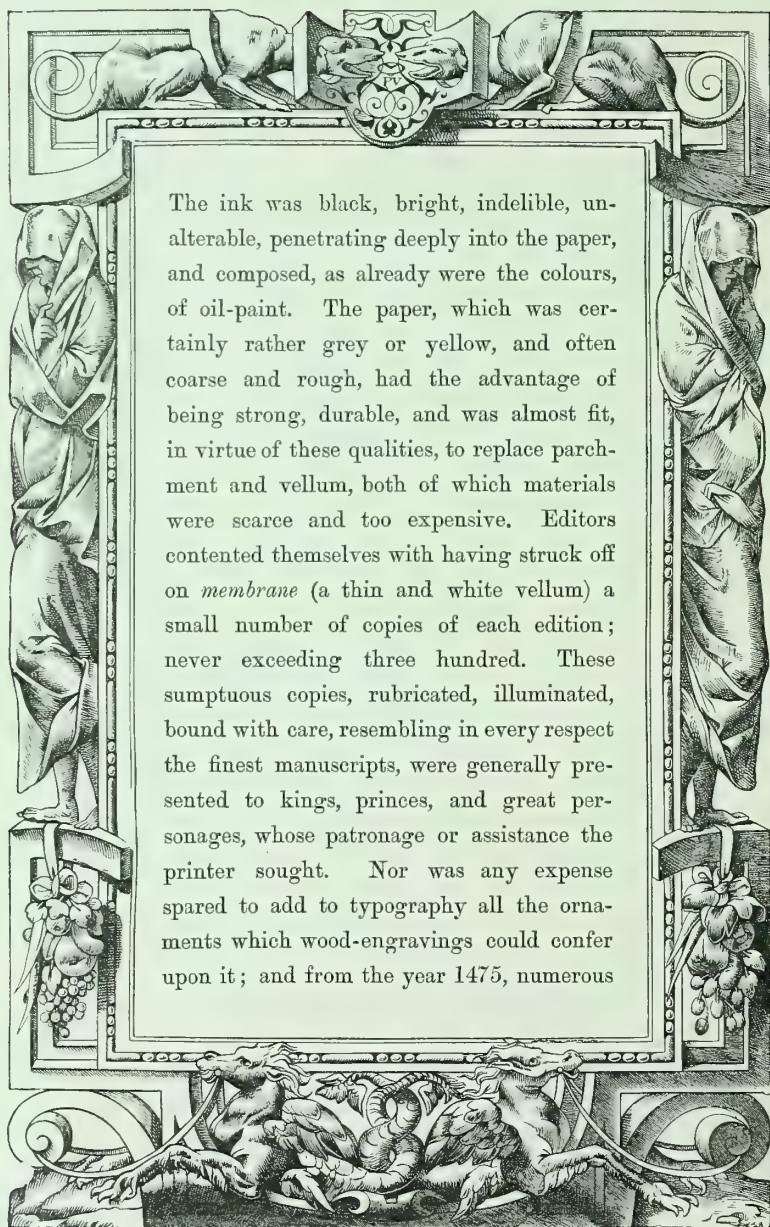 The ink was black, bright, indelible, un-
alterable, penetrating deeply into the paper,
and composed, as already were the colours,
of oil-paint. The paper, which was cer-
tainly rather grey or yellow, and often
coarse and rough, had the advantage of
being strong, durable, and was almost fit,
in virtue of these qualities, to replace parch-
ment and vellum, both of which materials
were scarce and too expensive. Editors
contented themselves with having struck off
on membrane (a thin and white vellum) a
small number of copies of each edition;
never exceeding three hundred. These
sumptuous copies, rubricated, illuminated,
bound with care, resembling in every respect
the finest manuscripts, were generally pre-
sented to kings, princes, and great per-
sonages, whose patronage or assistance the
printer sought. Nor was any expense
spared to add to typography all the orna-
ments which wood-engravings could confer
upon it; and from the year 1475, numerous